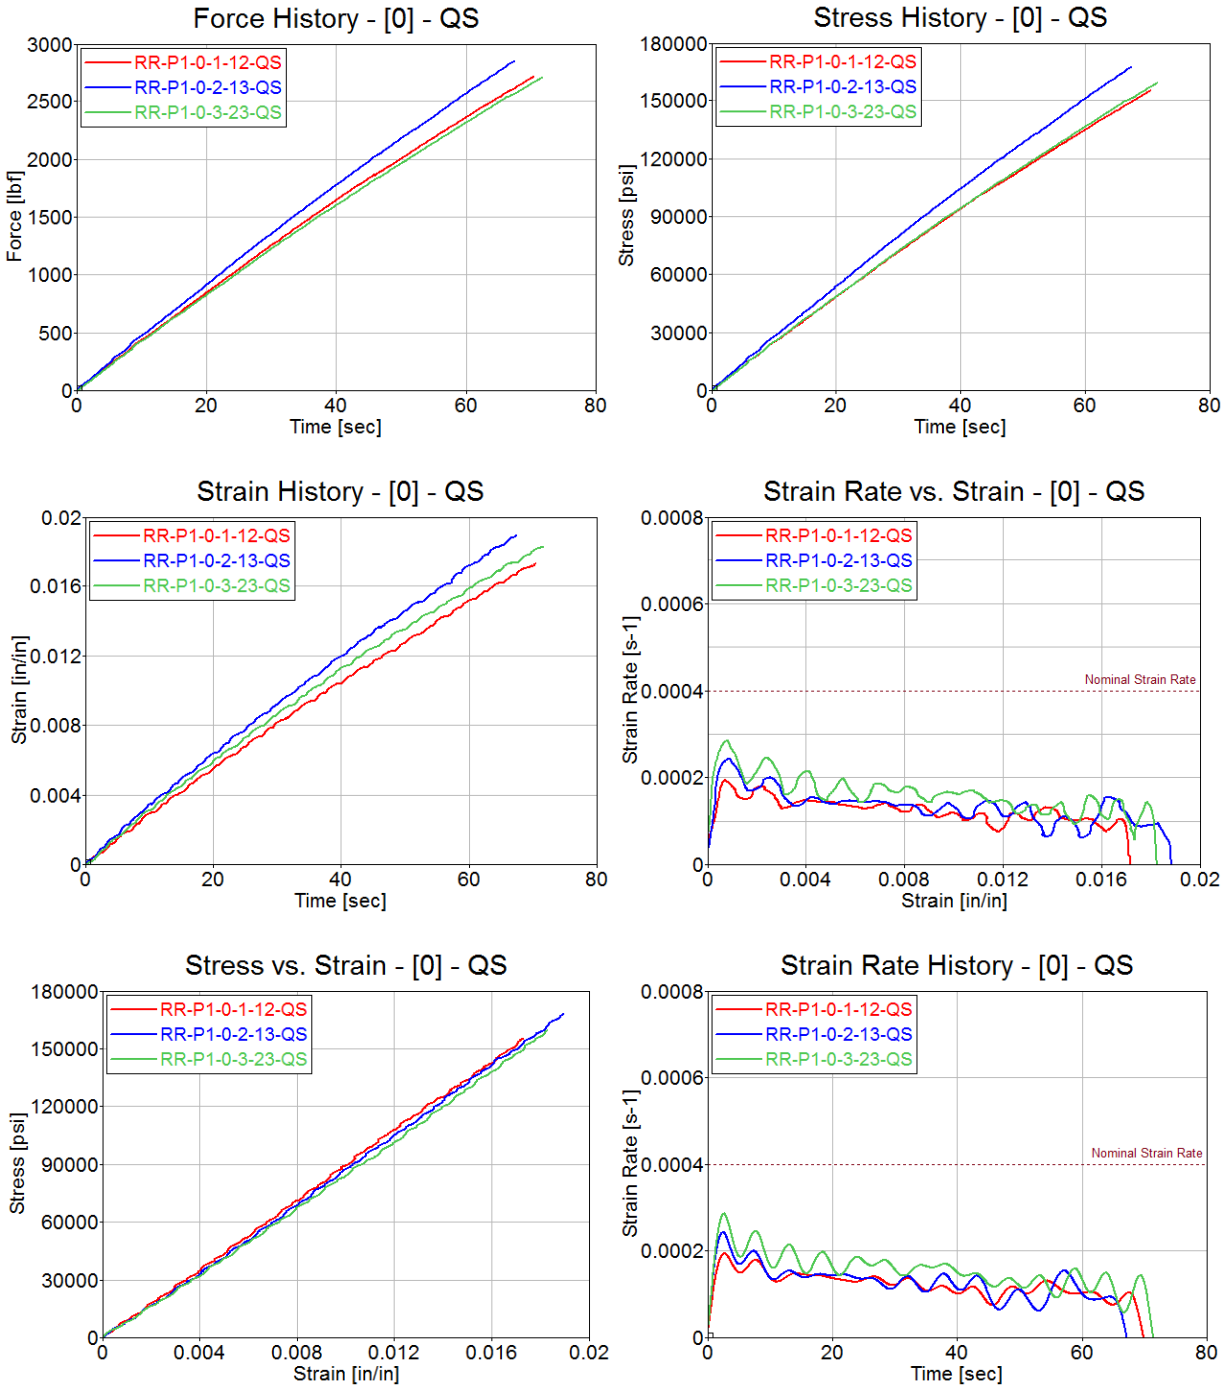 Force History - [0] - QS
3000
2500
2000
1500
1000
500
0
Force [lbf]
RR-P1-0-1-12-QS
RR-P1-0-2-13-QS
RR-P1-0-3-23-QS
0 20 40 60 80
Time [sec]
Stress History - [0] - QS
180000
150000
120000
90000
60000
30000
0
Stress [psi]
RR-P1-0-1-12-QS
RR-P1-0-2-13-QS
RR-P1-0-3-23-QS
0 20 40 60 80
Time [sec]
Strain History - [0] - QS
0.02
0.016
0.012
0.008
0.004
0
Strain [in/in]
RR-P1-0-1-12-QS
RR-P1-0-2-13-QS
RR-P1-0-3-23-QS
0 20 40 60 80
Time [sec]
Strain Rate vs. Strain - [0] - QS
0.0008
0.0006
0.0004
0.0002
0
Strain Rate [s-1]
RR-P1-0-1-12-QS
RR-P1-0-2-13-QS
RR-P1-0-3-23-QS
Nominal Strain Rate
0 0.004 0.008 0.012 0.016 0.02
Strain [in/in]
Stress vs. Strain - [0] - QS
180000
150000
120000
90000
60000
30000
0
Stress [psi]
RR-P1-0-1-12-QS
RR-P1-0-2-13-QS
RR-P1-0-3-23-QS
0 0.004 0.008 0.012 0.016 0.02
Strain [in/in]
Strain Rate History - [0] - QS
0.0008
0.0006
0.0004
0.0002
0
Strain Rate [s-1]
RR-P1-0-1-12-QS
RR-P1-0-2-13-QS
RR-P1-0-3-23-QS
Nominal Strain Rate
0 20 40 60 80
Time [sec]